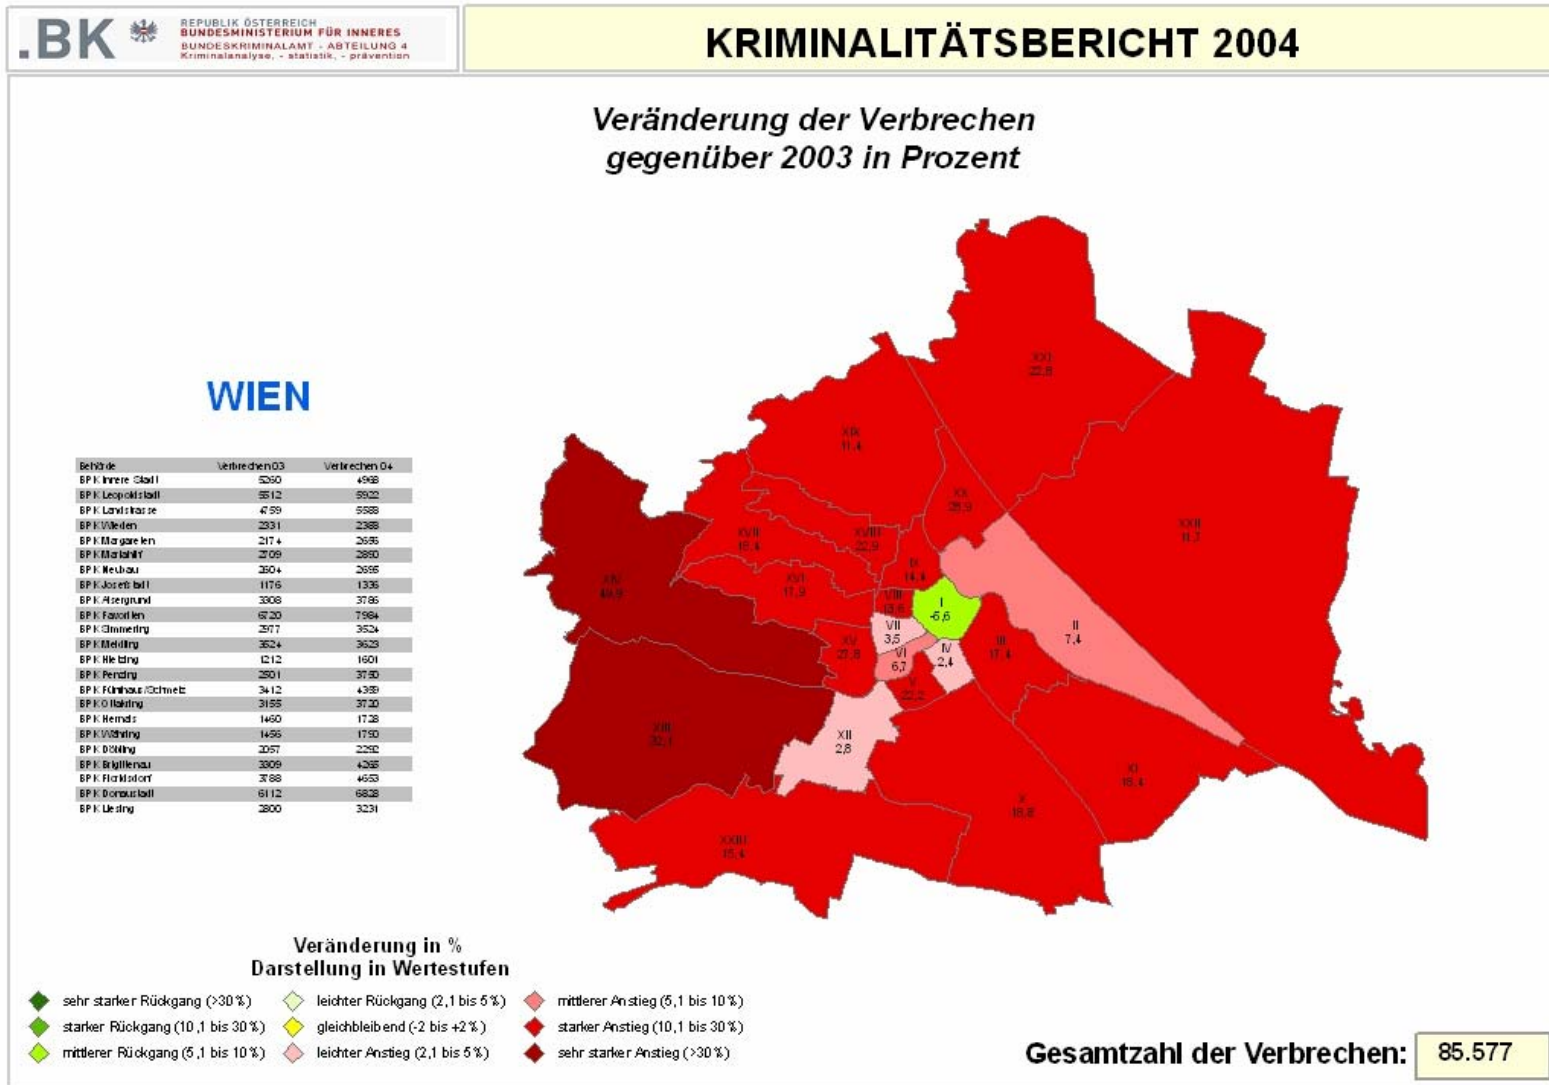 .BK
REPUBLIK ÖSTERREICH
BUNDESMINISTERIUM FÜR INNERES
BUNDESKRIMINALAMT - ABTEILUNG 4
Kriminalanalyse, - statistik, - prävention
KRIMINALITÄTSBERICHT 2004
Veränderung der Verbrechen
gegenüber 2003 in Prozent
WIEN
Behörde Verbrechen 03 Verbrechen 04
BPK Innere Stadt 5260 4968
BPK Leopoldstadt 5512 5922
BPK Landstrasse 4759 5588
BPK Wieden 2331 2388
BPK Margareten 2174 2656
BPK Mariahilf 2709 2890
BPK Neubau 2604 2695
BPK Josefstadt 1176 1336
BPK Alsergrund 3308 3786
BPK Favoriten 6720 7984
BPK Simmering 2977 3524
BPK Meidling 3524 3623
BPK Hietzing 1212 1601
BPK Penzing 2501 3750
BPK Fünfhaus/Schmelz 3412 4359
BPK Ottakring 3155 3720
BPK Hernals 1460 1728
BPK Währing 1456 1790
BPK Döbling 2057 2292
BPK Brigittenau 3309 4265
BPK Floridsdorf 3788 4653
BPK Donaustadt 6112 6828
BPK Liesing 2800 3231
XXI
22,8
XIX
11,4
XX
28,9
XXII
11,7
XVII
18,4
XVIII
22,9
IX
14,4
XIV
49,9
XVI
17,9
VIII
13,6
I
-5,6
VII
3,5
II
7,4
XV
27,8
VI
6,7
IV
2,4
III
17,4
V
22,2
XIII
32,1
XII
2,8
XI
18,4
X
18,8
XXIII
15,4
Veränderung in %
Darstellung in Wertestufen
sehr starker Rückgang (>30%)
starker Rückgang (10,1 bis 30%)
mittlerer Rückgang (5,1 bis 10%)
leichter Rückgang (2,1 bis 5%)
gleichbleibend (-2 bis +2%)
leichter Anstieg (2,1 bis 5%)
mittlerer Anstieg (5,1 bis 10%)
starker Anstieg (10,1 bis 30%)
sehr starker Anstieg (>30%)
Gesamtzahl der Verbrechen: 85.577